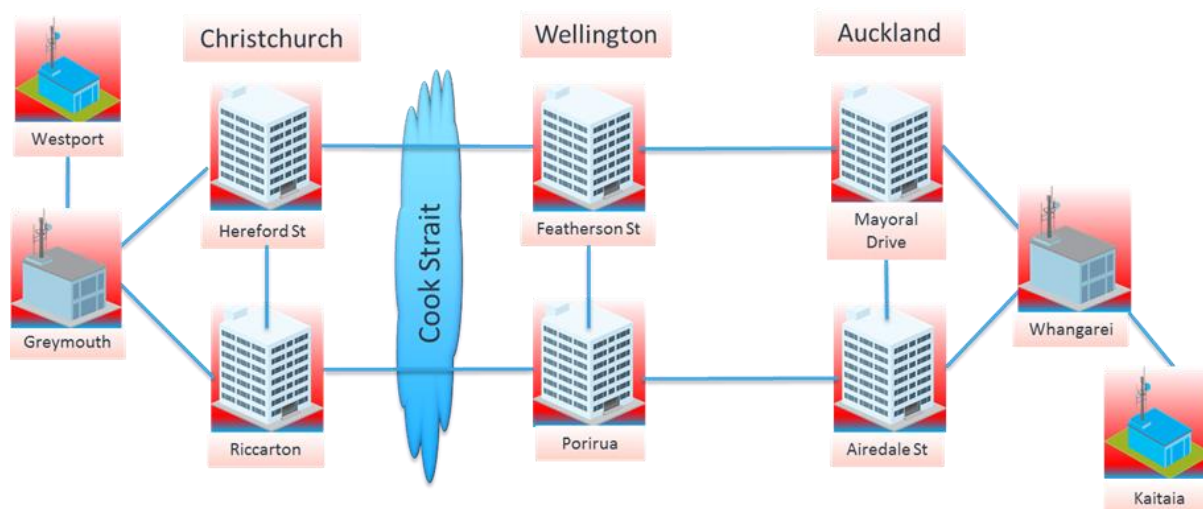 Christchurch
Wellington
Auckland
Westport
Hereford St
Featherson St
Mayoral
Drive
Cook Strait
Greymouth
Whangarei
Riccarton
Porirua
Airedale St
Kaitaia